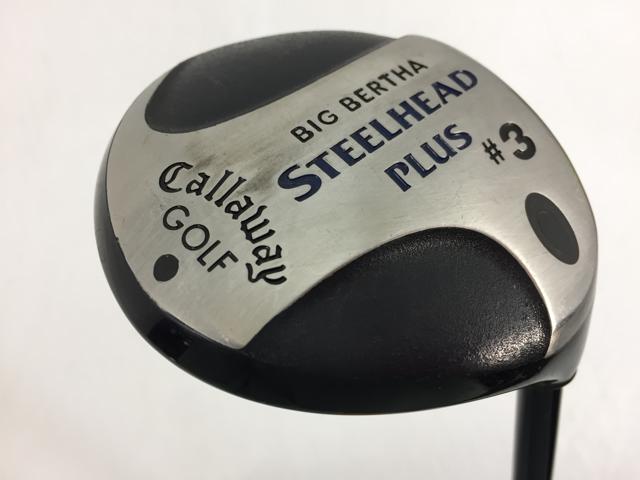 BIG BERTHA
STEELHEAD
PLUS #3
Callaway
GOLF